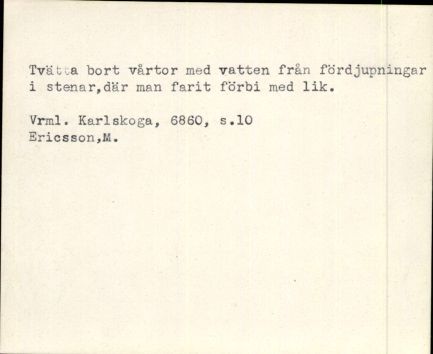 Tvätta bort vårtor med vatten från fördjupningar
i stenar,där man farit förbi med lik.
Vrml. Karlskoga, 6860, s.10
Ericsson,M.